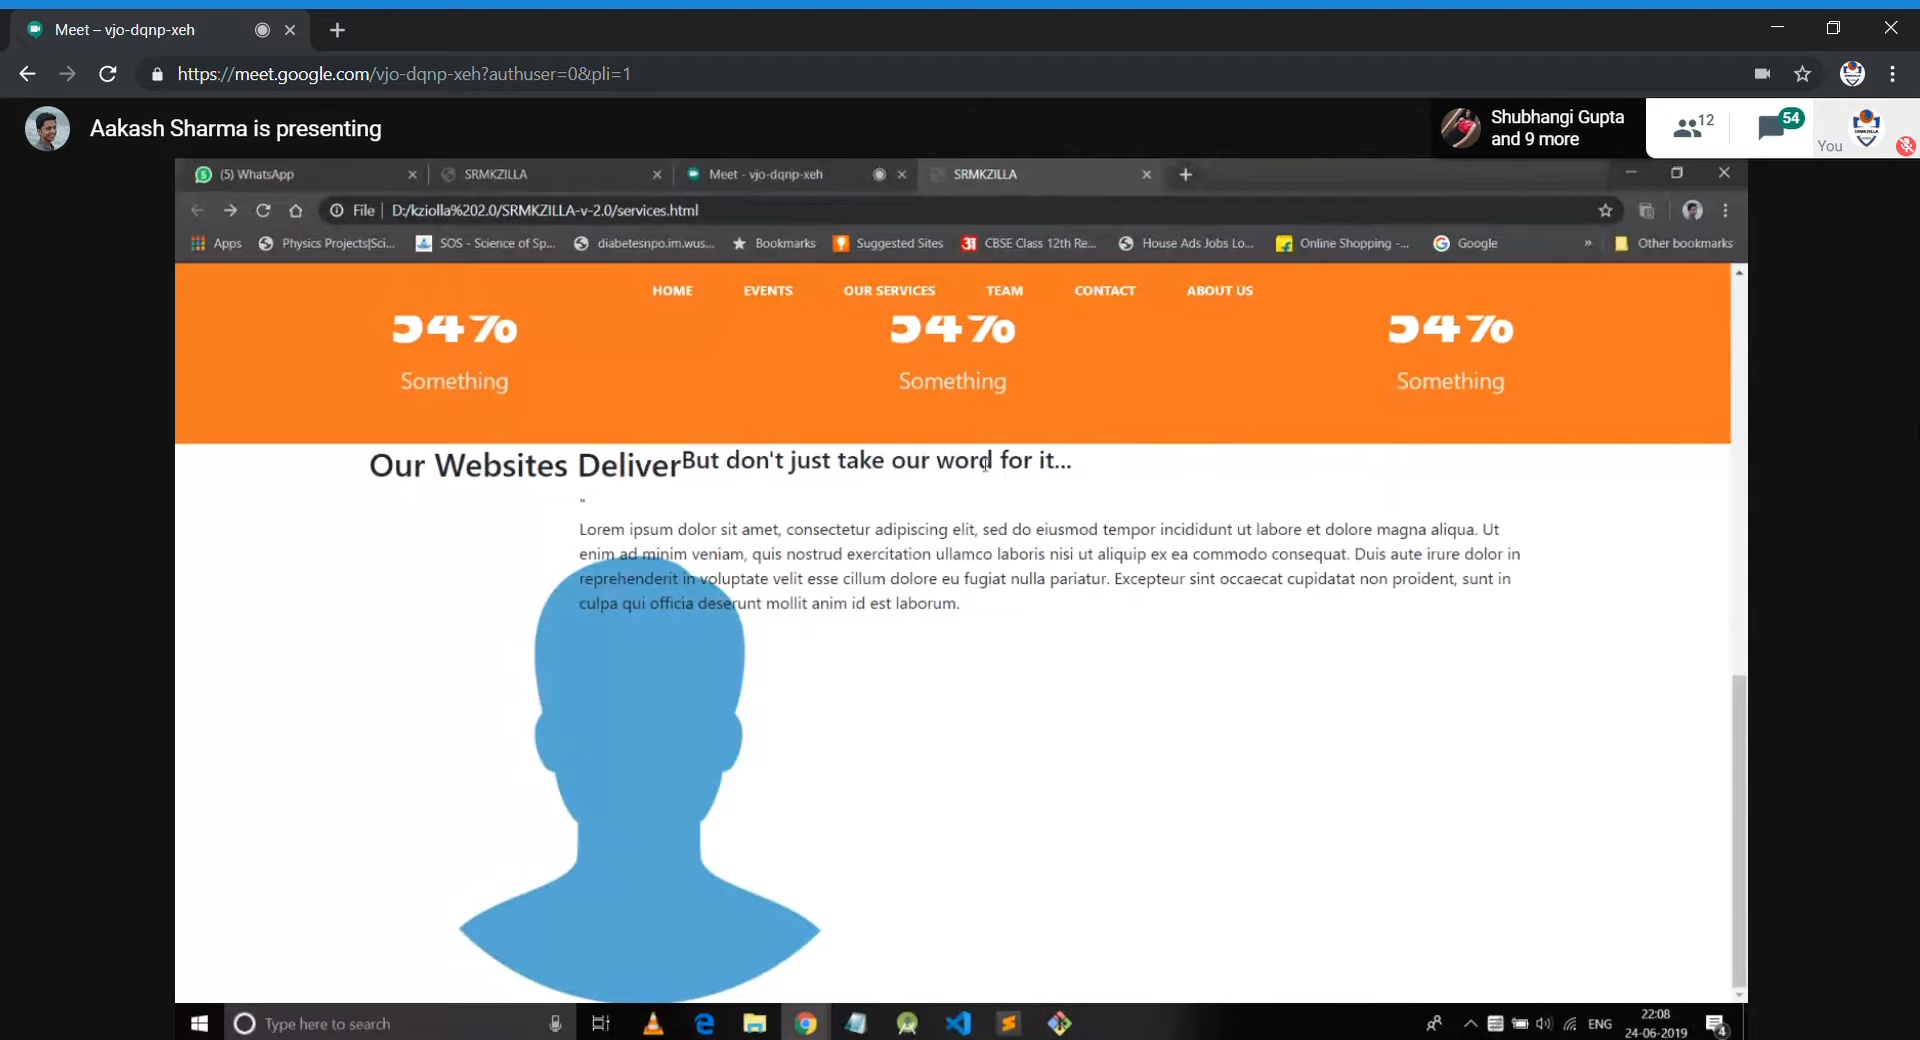 Meet – vjo-dqnp-xeh
https://meet.google.com/vjo-dqnp-xeh?authuser=0&pli=1
Aakash Sharma is presenting
Shubhangi Gupta
and 9 more
12
54
You
(5) WhatsApp
SRMKZILLA
Meet - vjo-dqnp-xeh
SRMKZILLA
File
D:/kziolla%202.0/SRMKZILLA-v-2.0/services.html
Apps
Physics Projects|Sci...
SOS - Science of Sp...
diabetesnpo.im.wus...
Bookmarks
Suggested Sites
CBSE Class 12th Re...
House Ads Jobs Lo...
Online Shopping -...
Google
»
Other bookmarks
HOME EVENTS OUR SERVICES TEAM CONTACT ABOUT US
54% 54% 54%
Something Something Something
Our Websites Deliver
But don't just take our word for it...
"
Lorem ipsum dolor sit amet, consectetur adipiscing elit, sed do eiusmod tempor incididunt ut labore et dolore magna aliqua. Ut
enim ad minim veniam, quis nostrud exercitation ullamco laboris nisi ut aliquip ex ea commodo consequat. Duis aute irure dolor in
reprehenderit in voluptate velit esse cillum dolore eu fugiat nulla pariatur. Excepteur sint occaecat cupidatat non proident, sunt in
culpa qui officia deserunt mollit anim id est laborum.
Type here to search
ENG
22:08
24-06-2019
4